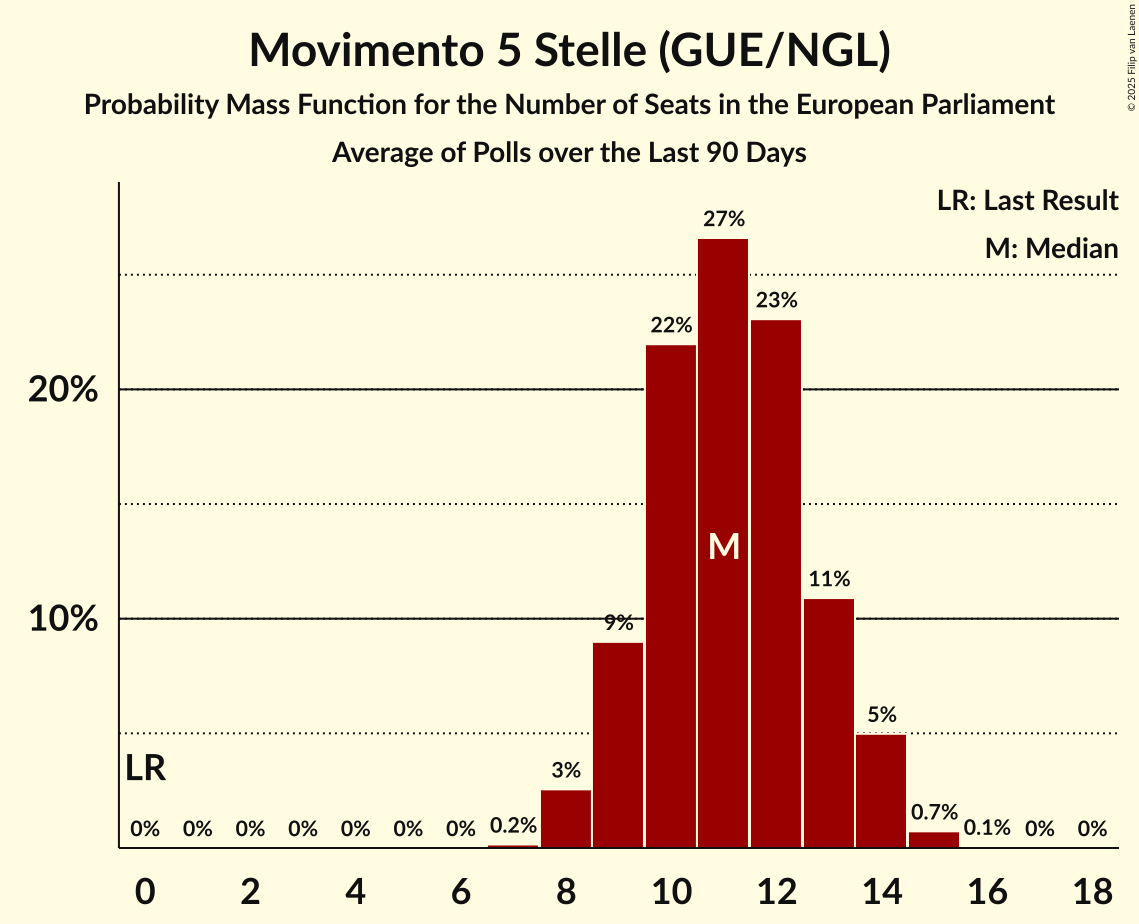 © 2025 Filip van Laenen
Movimento 5 Stelle (GUE/NGL)
Probability Mass Function for the Number of Seats in the European Parliament
Average of Polls over the Last 90 Days
LR: Last Result
M: Median
27%
23%
22%
20%
M
11%
10%
9%
5%
LR
3%
0% 0% 0% 0% 0% 0% 0% 0.2% 0.7% 0.1% 0% 0%
0 2 4 6 8 10 12 14 16 18